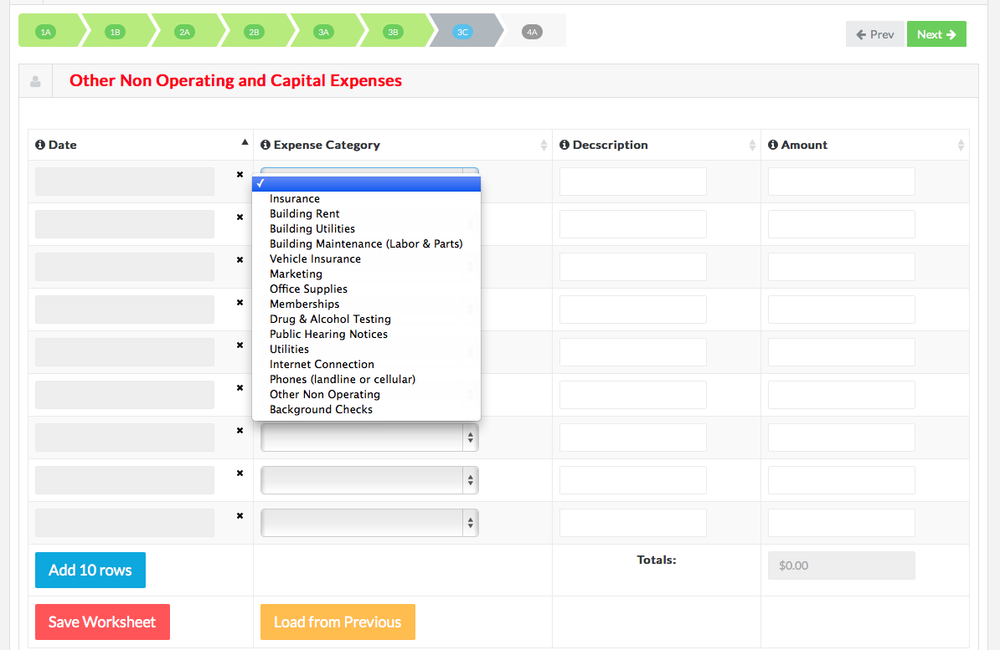 1A 1B 2A 2B 3A 3B 3C 4A
Prev Next
Other Non Operating and Capital Expenses
Date Expense Category Decscription Amount
Insurance
Building Rent
Building Utilities
Building Maintenance (Labor & Parts)
Vehicle Insurance
Marketing
Office Supplies
Memberships
Drug & Alcohol Testing
Public Hearing Notices
Utilities
Internet Connection
Phones (landline or cellular)
Other Non Operating
Background Checks
Add 10 rows Totals: $0.00
Save Worksheet Load from Previous